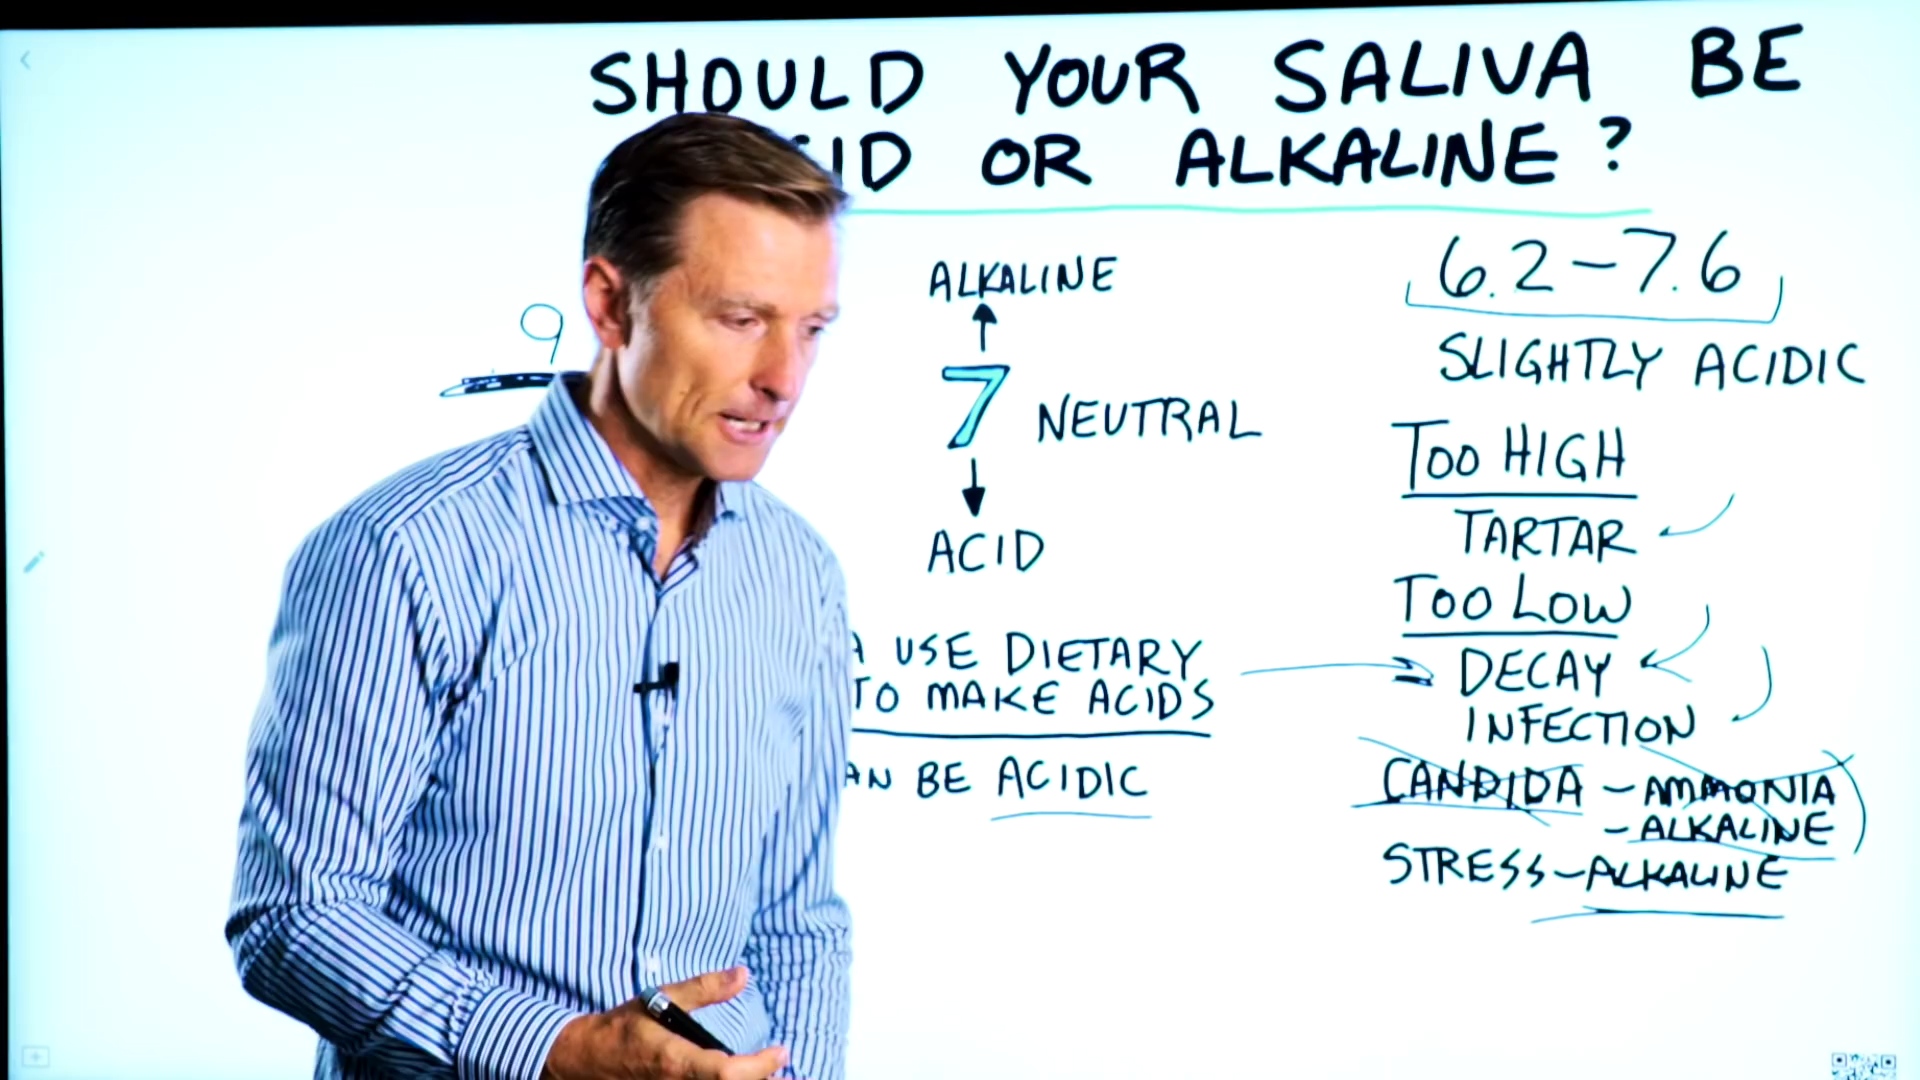 SHOULD YOUR SALIVA BE
OR ALKALINE?
9
ALKALINE
7 NEUTRAL
ACID
USE DIETARY
TO MAKE ACIDS
BE ACIDIC
6.2-7.6
SLIGHTLY ACIDIC
TOO HIGH
TARTAR
TOO LOW
DECAY
INFECTION
CANDIDA - AMMONIA
- ALKALINE
STRESS - ALKALINE